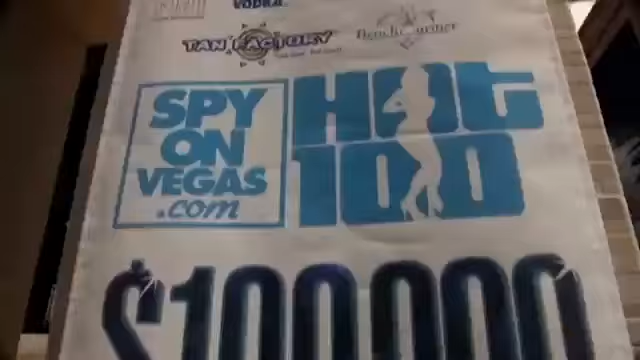 VODKA
TAN FACTORY
SPY
ON
VEGAS
.com
HOT
100
$100000